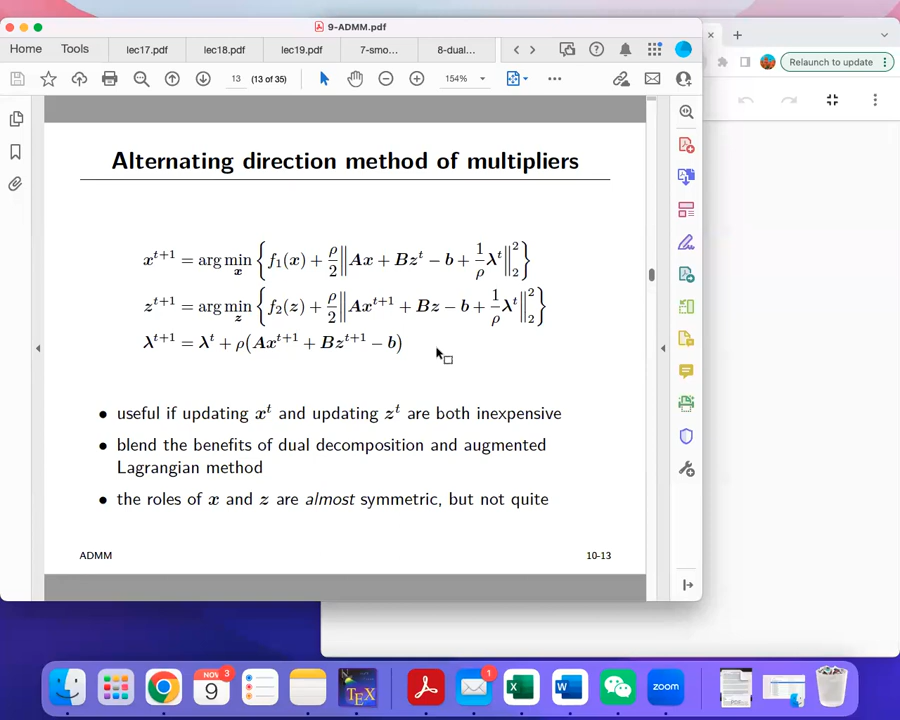 9-ADMM.pdf
Home Tools lec17.pdf lec18.pdf lec19.pdf 7-smo... 8-dual...
Relaunch to update
13 (13 of 35) 154%
Alternating direction method of multipliers
x^{t+1} = arg min_x { f_1(x) + ρ/2 ‖Ax + Bz^t − b + 1/ρ λ^t‖_2^2 }
z^{t+1} = arg min_z { f_2(z) + ρ/2 ‖Ax^{t+1} + Bz − b + 1/ρ λ^t‖_2^2 }
λ^{t+1} = λ^t + ρ(Ax^{t+1} + Bz^{t+1} − b)
• useful if updating x^t and updating z^t are both inexpensive
• blend the benefits of dual decomposition and augmented
Lagrangian method
• the roles of x and z are almost symmetric, but not quite
ADMM 10-13
NOV 3
9
TEX
1
X
W
zoom